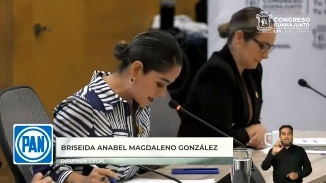 CONGRESO
GUANAJUATO
PAN
BRISEIDA ANABEL MAGDALENO GONZÁLEZ
DIPUTADA LOCAL